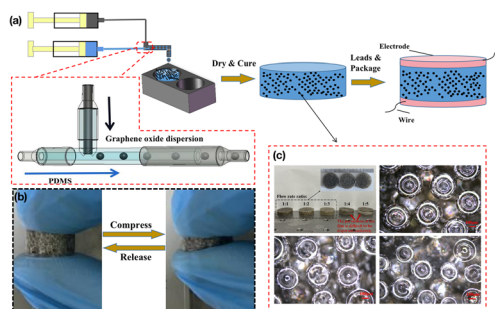 (a)
Dry & Cure
Leads &
Package
Electrode
Wire
Graphene oxide dispersion
PDMS
(b)
Compress
Release
(c)
Flow rate ratio:
1:1 1:2 1:3 1:4 1:5